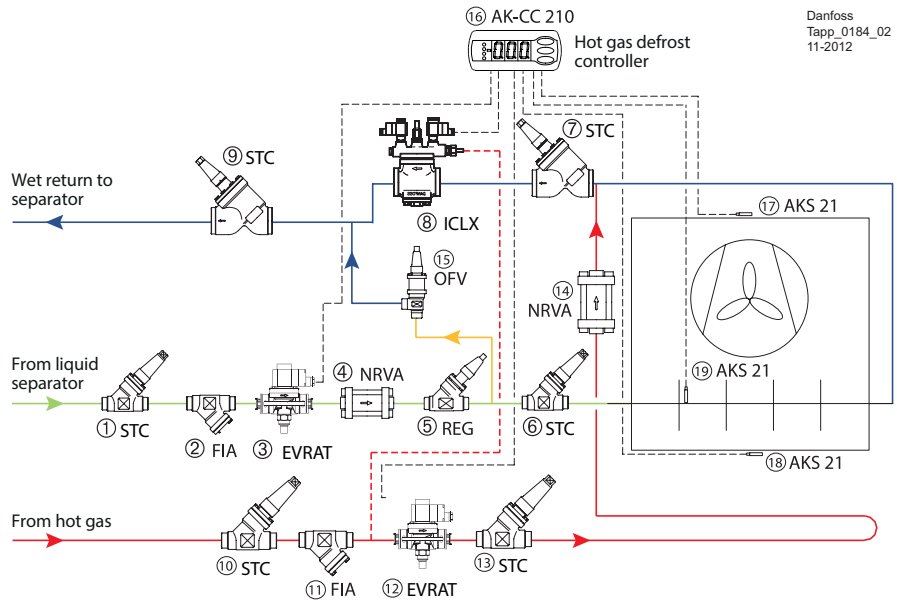 ⑯ AK-CC 210
Danfoss
Tapp_0184_02
11-2012
000
Hot gas defrost
controller
⑦ STC
⑨ STC
Wet return to
separator
⑧ ICLX
⑰ AKS 21
⑮
OFV
⑭
NRVA
From liquid
separator
④ NRVA
⑲ AKS 21
① STC
② FIA
③ EVRAT
⑤ REG
⑥ STC
⑱ AKS 21
From hot gas
⑩ STC
⑪ FIA
⑫ EVRAT
⑬ STC